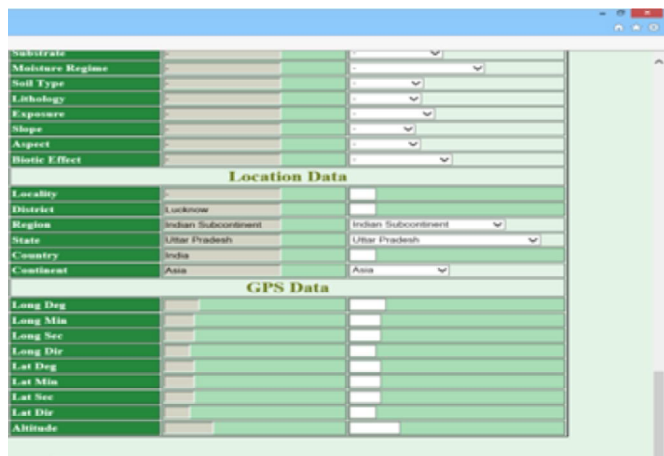 Substrate - -
Moisture Regime - -
Soil Type - -
Lithology - -
Exposure - -
Slope - -
Aspect - -
Biotic Effect - -
Location Data
Locality -
District Lucknow
Region Indian Subcontinent Indian Subcontinent
State Uttar Pradesh Uttar Pradesh
Country India
Continent Asia Asia
GPS Data
Long Deg
Long Min
Long Sec
Long Dir
Lat Deg
Lat Min
Lat Sec
Lat Dir
Altitude